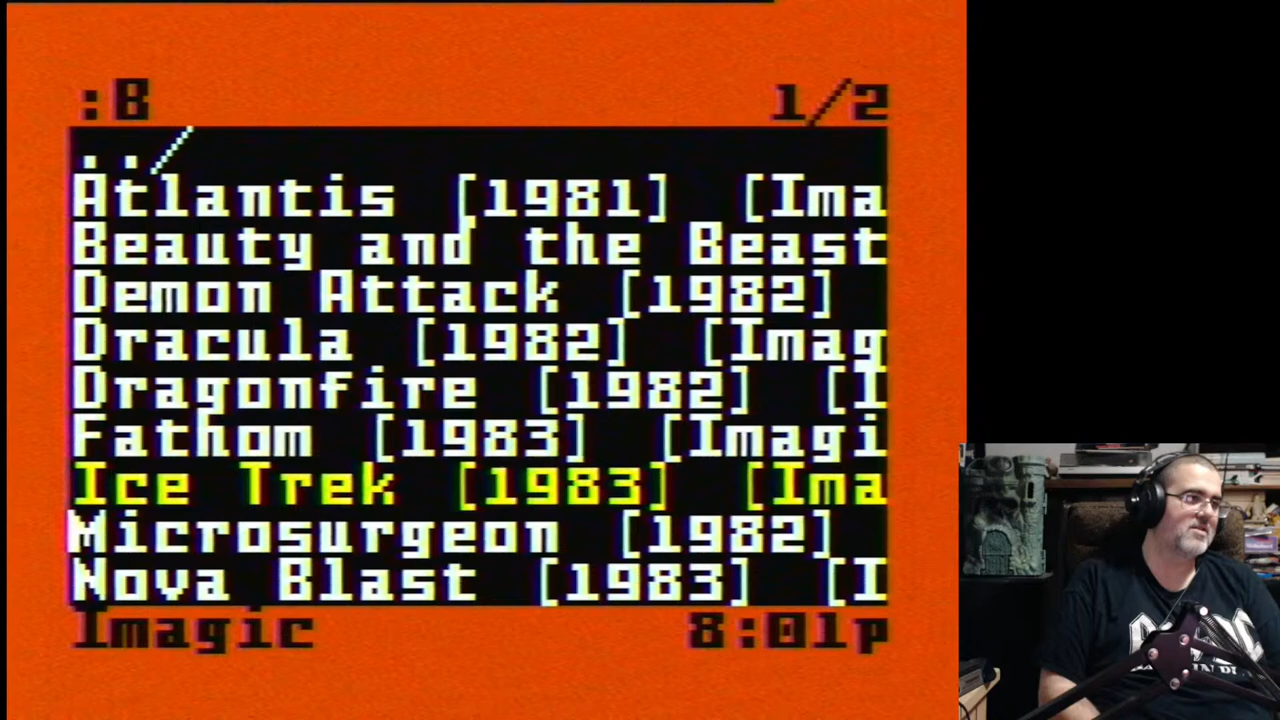 :8 1/2
../
Atlantis [1981] [Ima
Beauty and the Beast
Demon Attack [1982]
Dracula [1982] [Imag
Dragonfire [1982] [I
Fathom [1983] [Imagi
Ice Trek [1983] [Ima
Microsurgeon [1982]
Nova Blast [1983] [I
Imagic 8:01p